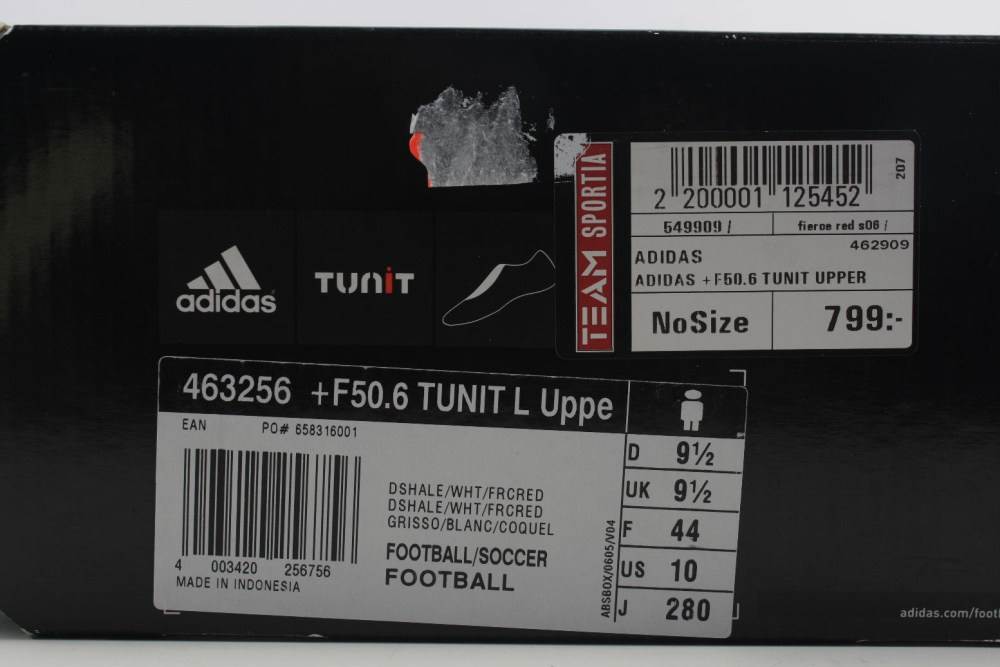 TEAM SPORTIA
207
2 200001 125452
549909 / fierce red s06 /
462909
ADIDAS
ADIDAS +F50.6 TUNIT UPPER
NoSize 799:-
adidas
TUNiT
463256 +F50.6 TUNIT L Uppe
EAN PO# 658316001
4 003420 256756
MADE IN INDONESIA
DSHALE/WHT/FRCRED
DSHALE/WHT/FRCRED
GRISSO/BLANC/COQUEL
FOOTBALL/SOCCER
FOOTBALL
ABSBOX/0605/V04
D 9½
UK 9½
F 44
US 10
J 280
adidas.com/footl